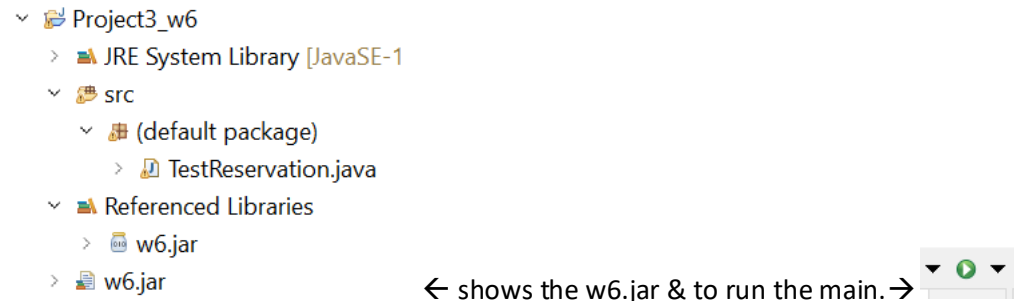 Project3_w6
JRE System Library [JavaSE-1
src
(default package)
TestReservation.java
Referenced Libraries
w6.jar
w6.jar
← shows the w6.jar & to run the main. →